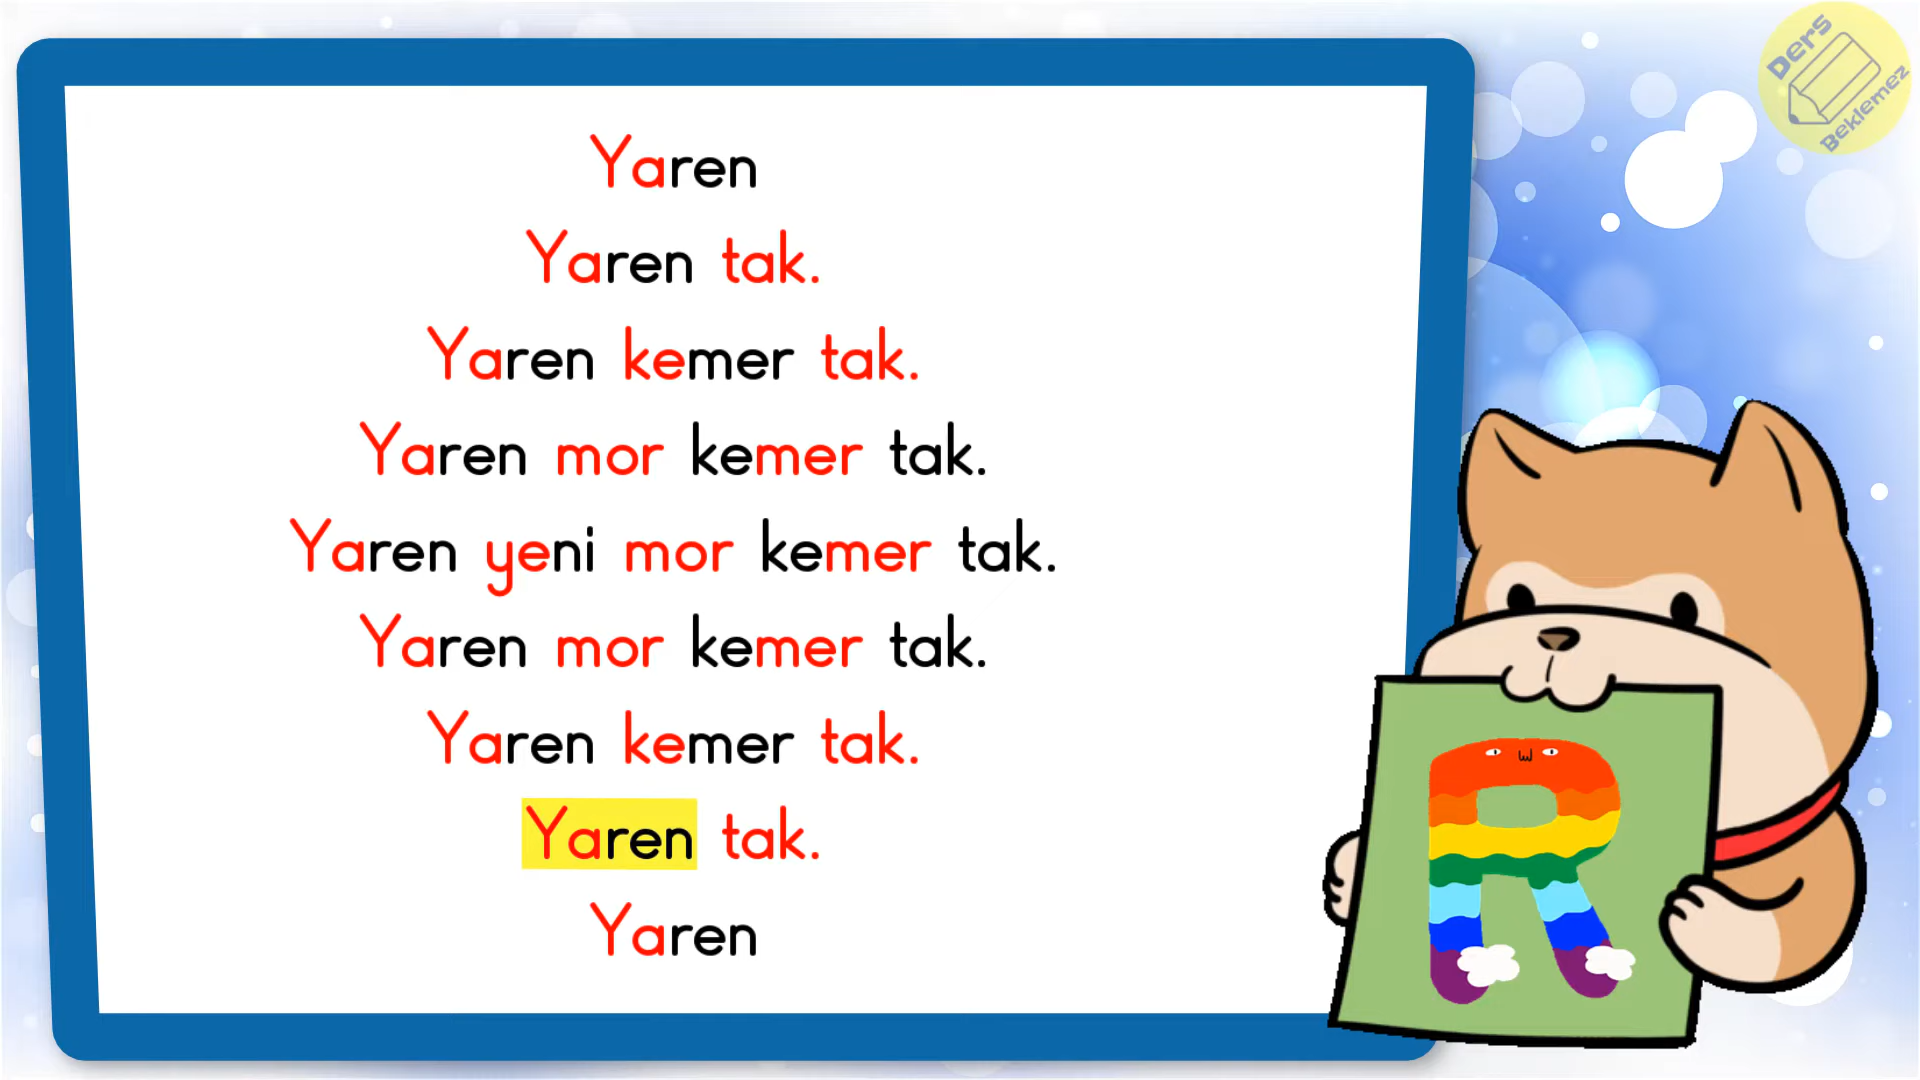 Yaren
Yaren tak.
Yaren kemer tak.
Yaren mor kemer tak.
Yaren yeni mor kemer tak.
Yaren mor kemer tak.
Yaren kemer tak.
Yaren tak.
Yaren
Ders
Beklemez
R